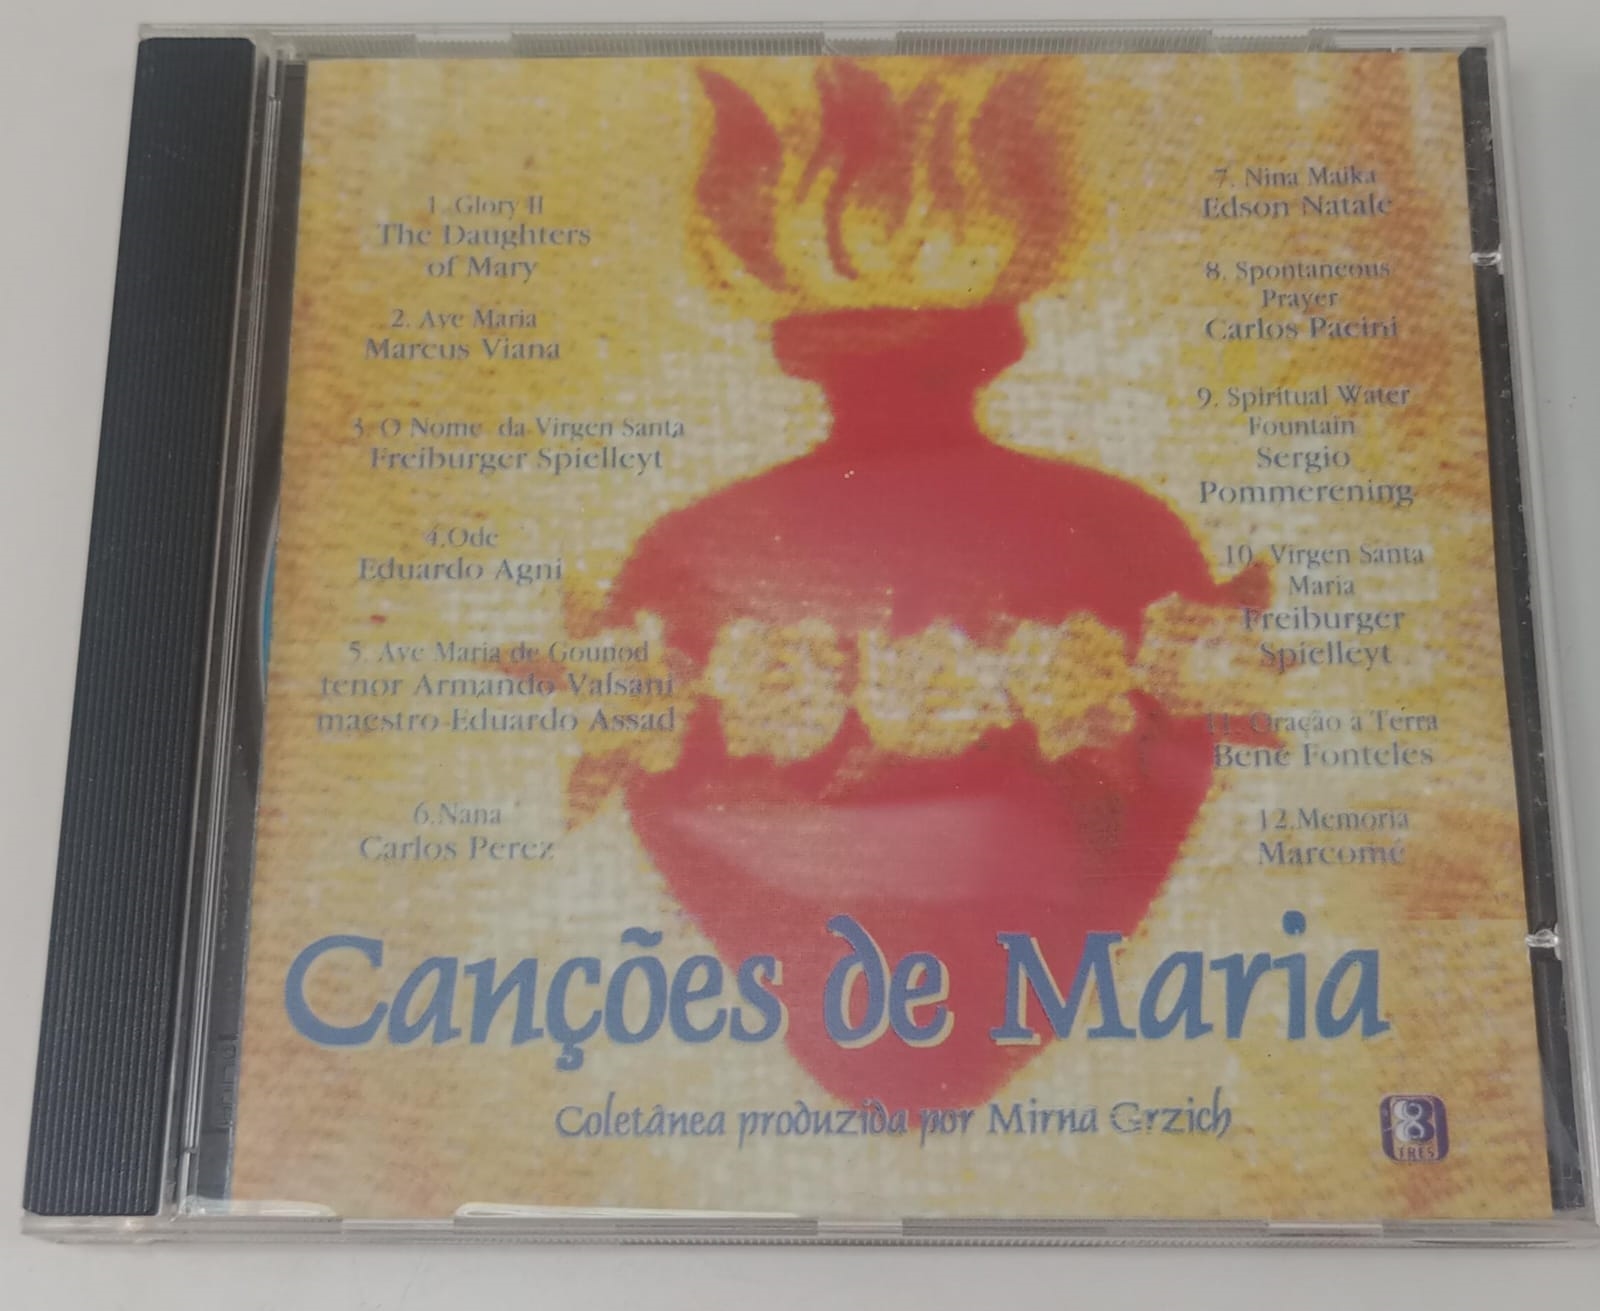 1. Glory II
The Daughters
of Mary
2. Ave Maria
Marcus Viana
3. O Nome da Virgen Santa
Freiburger Spielleyt
4.Ode
Eduardo Agni
5. Ave Maria de Gounod
tenor Armando Valsani
maestro Eduardo Assad
6.Nana
Carlos Perez
7. Nina Maika
Edson Natale
8. Spontaneous
Prayer
Carlos Pacini
9. Spiritual Water
Fountain
Sergio
Pommerening
10. Virgen Santa
Maria
Freiburger
Spielleyt
11. Oração à Terra
Bené Fonteles
12.Memoria
Marcomé
Canções de Maria
Coletânea produzida por Mirna Grzich
TRES